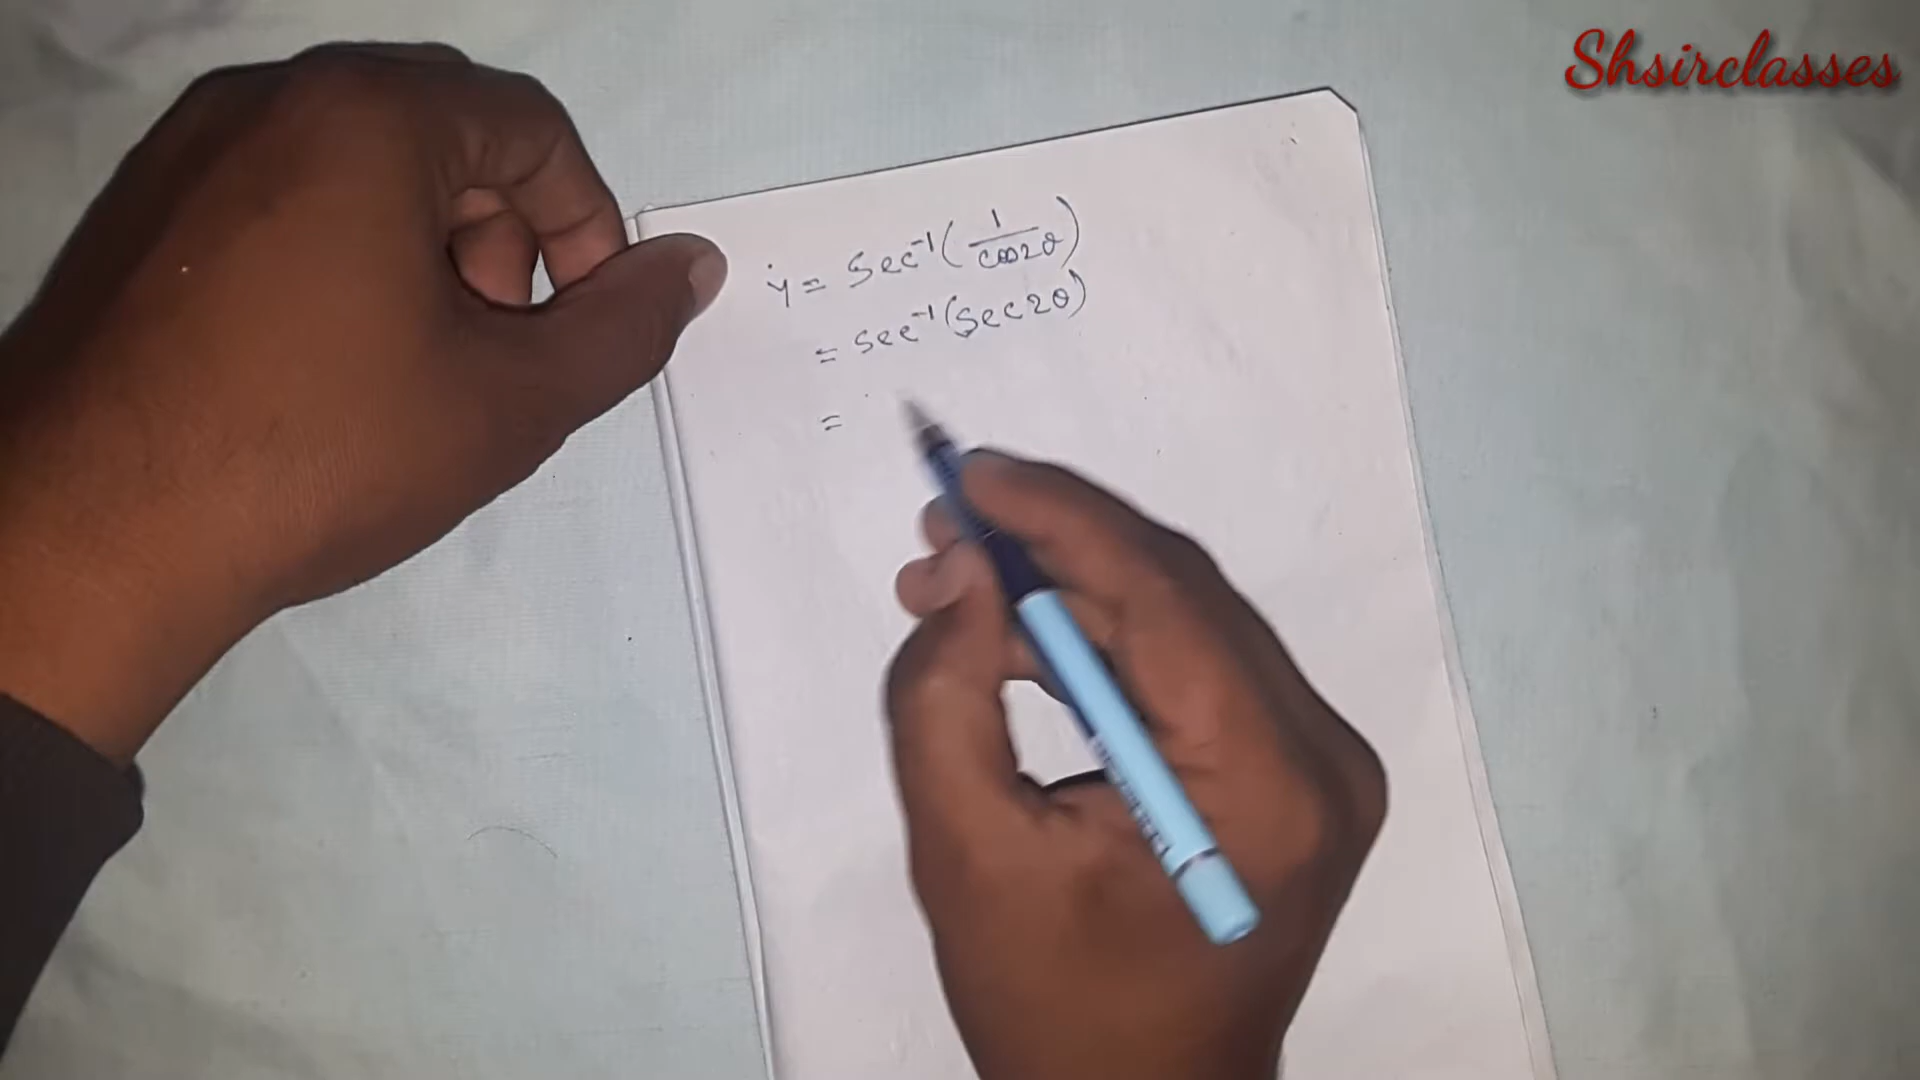 Shsirclasses
y = sec⁻¹(1/cos2θ)
= sec⁻¹(sec2θ)
=